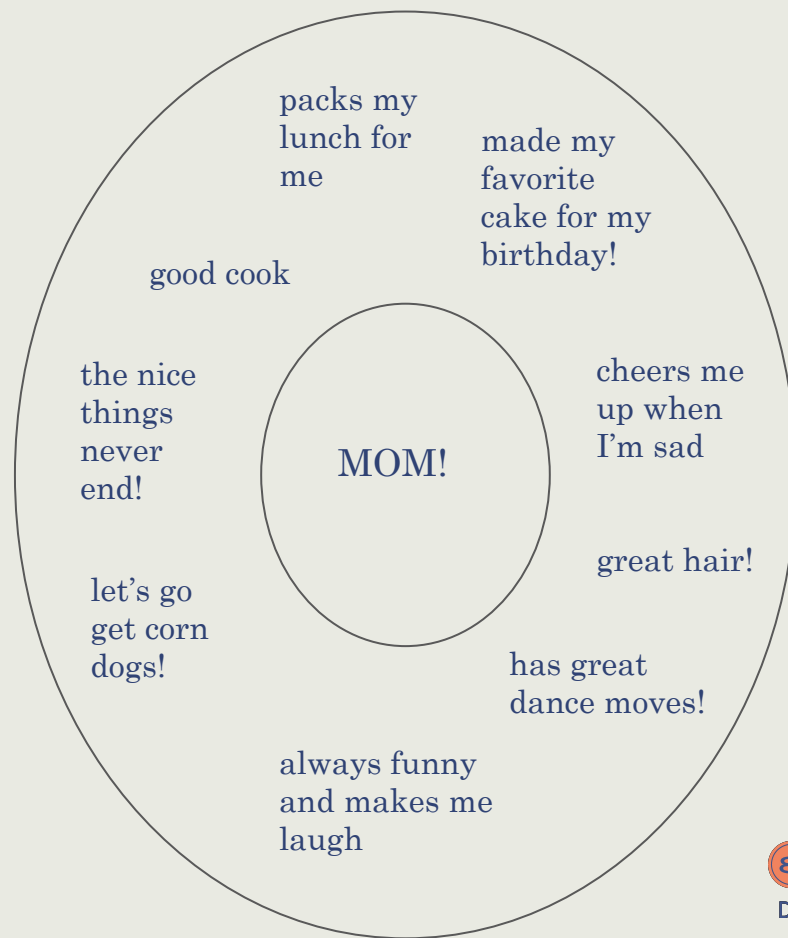 packs my
lunch for
me
made my
favorite
cake for my
birthday!
good cook
the nice
things
never
end!
cheers me
up when
I'm sad
MOM!
great hair!
let's go
get corn
dogs!
has great
dance moves!
always funny
and makes me
laugh